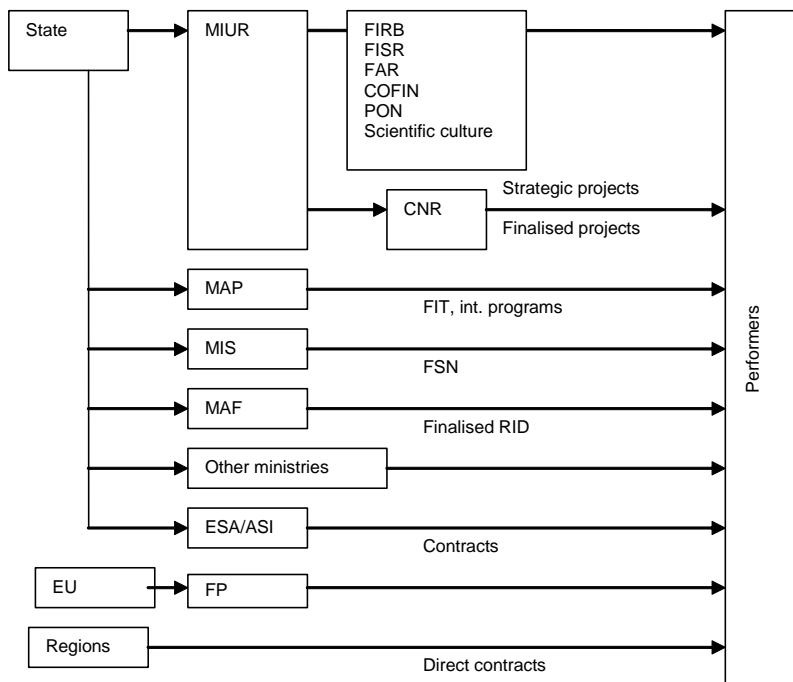 State
MIUR
FIRB
FISR
FAR
COFIN
PON
Scientific culture
CNR
Strategic projects
Finalised projects
MAP
FIT, int. programs
MIS
FSN
MAF
Finalised RID
Other ministries
ESA/ASI
Contracts
EU
FP
Regions
Direct contracts
Performers